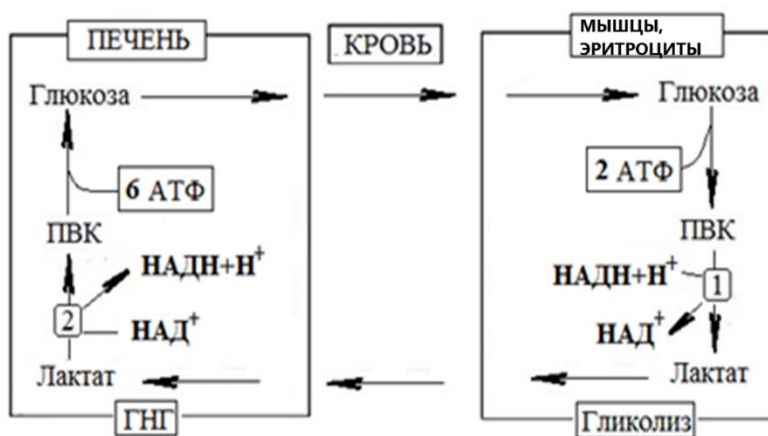 ПЕЧЕНЬ
КРОВЬ
МЫШЦЫ,
ЭРИТРОЦИТЫ
Глюкоза
Глюкоза
6 АТФ
2 АТФ
ПВК
ПВК
НАДН+Н⁺
НАДН+Н⁺
2
1
НАД⁺
НАД⁺
Лактат
Лактат
ГНГ
Гликолиз